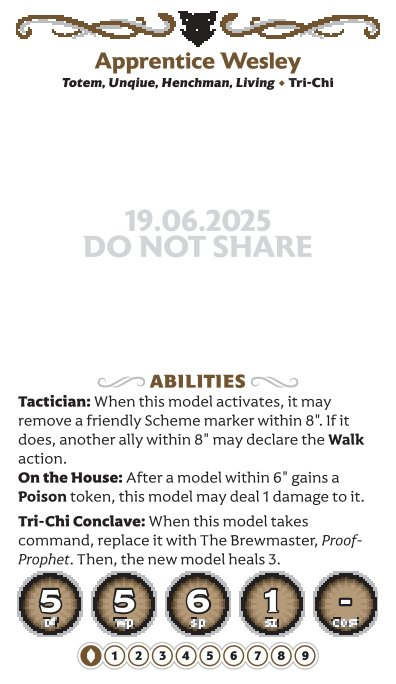 Apprentice Wesley
Totem, Unqiue, Henchman, Living • Tri-Chi
19.06.2025
DO NOT SHARE
ABILITIES
Tactician: When this model activates, it may
remove a friendly Scheme marker within 8". If it
does, another ally within 8" may declare the Walk
action.
On the House: After a model within 6" gains a
Poison token, this model may deal 1 damage to it.
Tri-Chi Conclave: When this model takes
command, replace it with The Brewmaster, Proof-
Prophet. Then, the new model heals 3.
5 5 6 1 -
Df Wp Sp Sz Cost
1 2 3 4 5 6 7 8 9